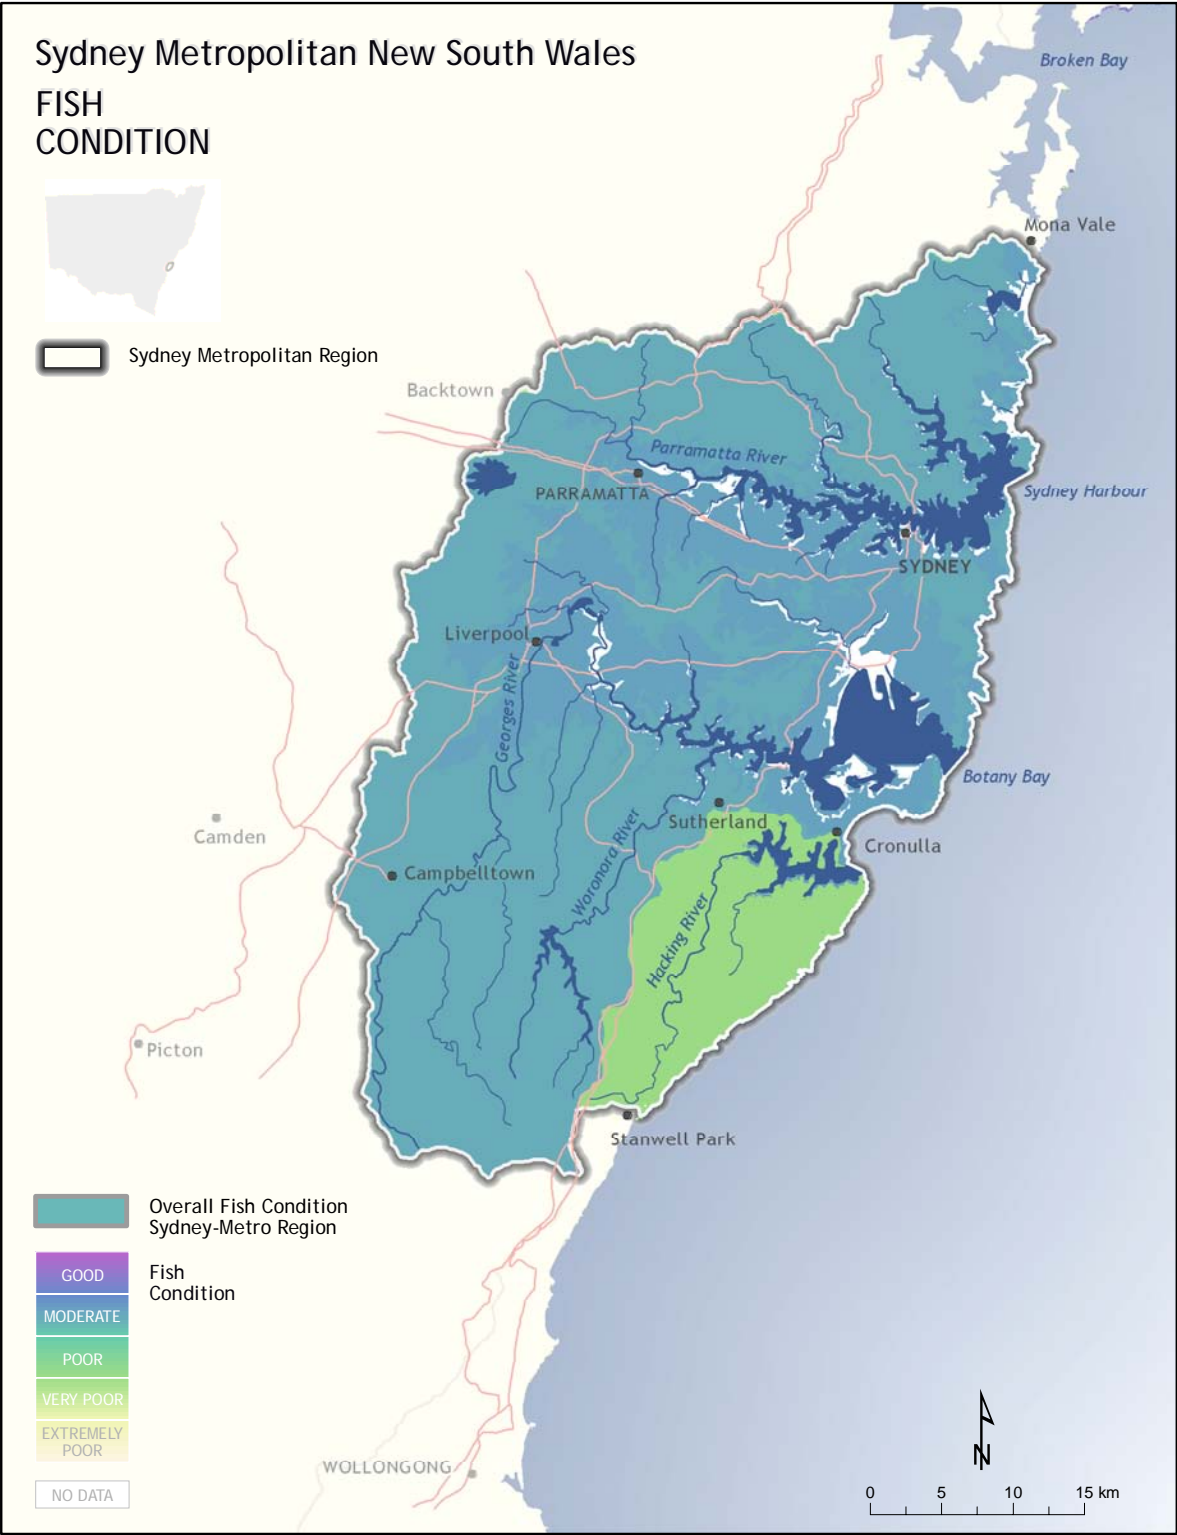 Sydney Metropolitan New South Wales
FISH
CONDITION
Broken Bay
Mona Vale
Sydney Metropolitan Region
Backtown
Parramatta River
PARRAMATTA
Sydney Harbour
SYDNEY
Liverpool
Georges River
Botany Bay
Sutherland
Camden
Cronulla
Woronora River
Campbelltown
Hacking River
Picton
Stanwell Park
Overall Fish Condition
Sydney-Metro Region
GOOD
Fish
Condition
MODERATE
POOR
VERY POOR
EXTREMELY
POOR
NO DATA
WOLLONGONG
N
0 5 10 15 km